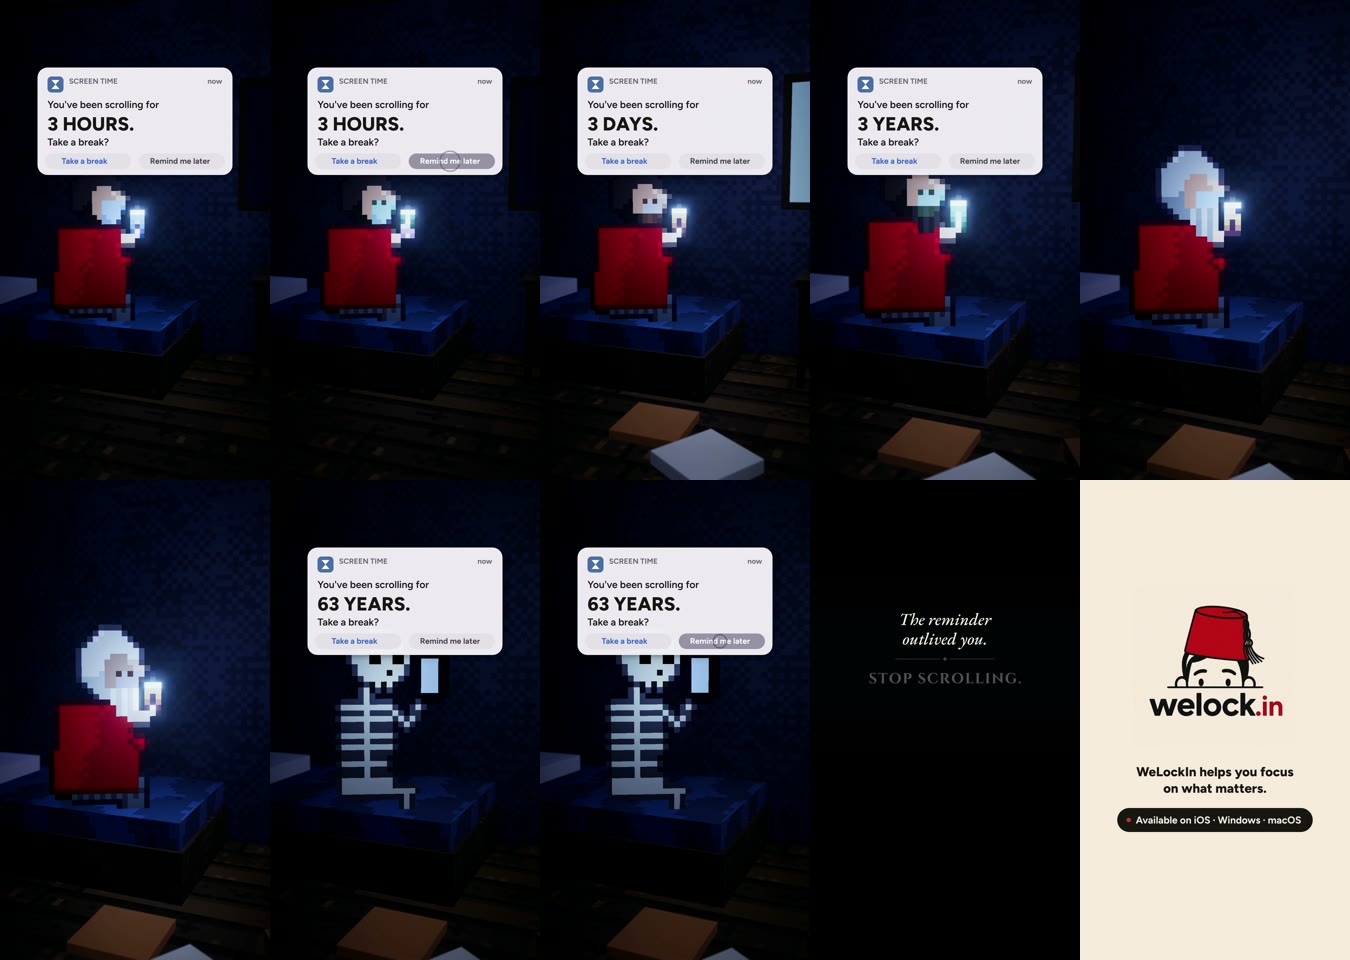 SCREEN TIME now
You've been scrolling for
3 HOURS.
Take a break?
Take a break Remind me later
SCREEN TIME now
You've been scrolling for
3 HOURS.
Take a break?
Take a break Remind me later
SCREEN TIME now
You've been scrolling for
3 DAYS.
Take a break?
Take a break Remind me later
SCREEN TIME now
You've been scrolling for
3 YEARS.
Take a break?
Take a break Remind me later
SCREEN TIME now
You've been scrolling for
63 YEARS.
Take a break?
Take a break Remind me later
SCREEN TIME now
You've been scrolling for
63 YEARS.
Take a break?
Take a break Remind me later
The reminder
outlived you.
STOP SCROLLING.
welock.in
WeLockIn helps you focus
on what matters.
Available on iOS · Windows · macOS